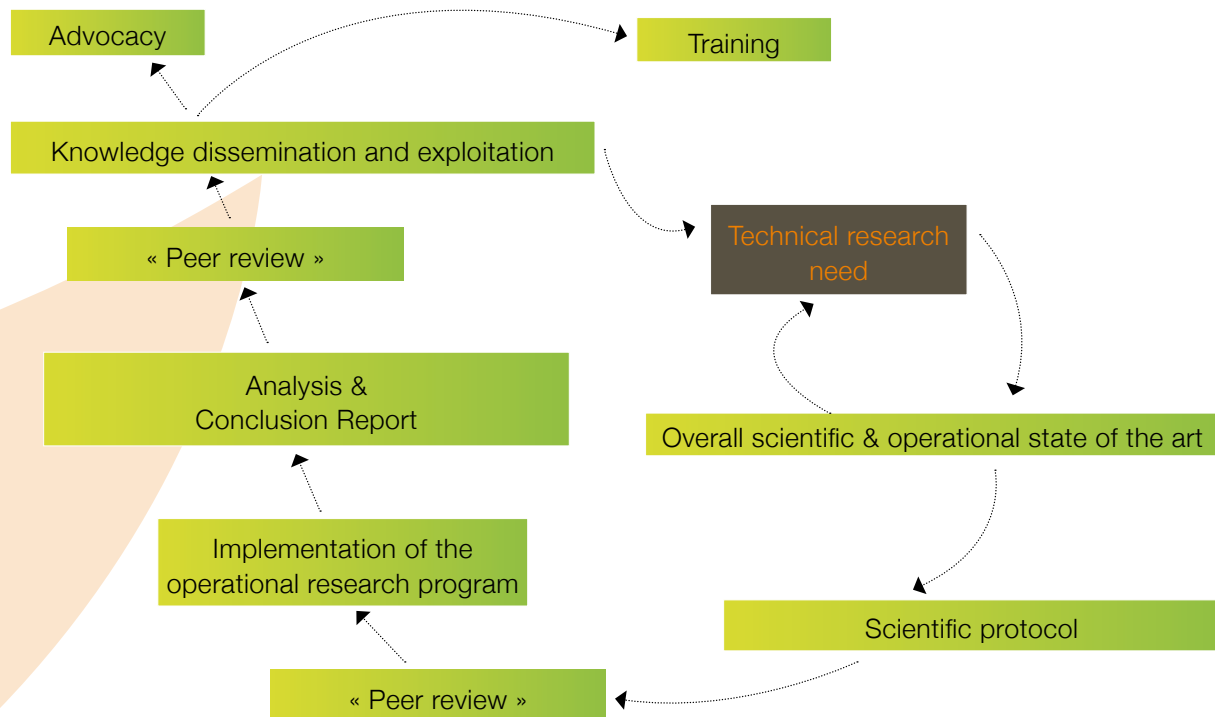 Advocacy
Training
Knowledge dissemination and exploitation
Technical research
need
« Peer review »
Analysis &
Conclusion Report
Overall scientific & operational state of the art
Implementation of the
operational research program
Scientific protocol
« Peer review »